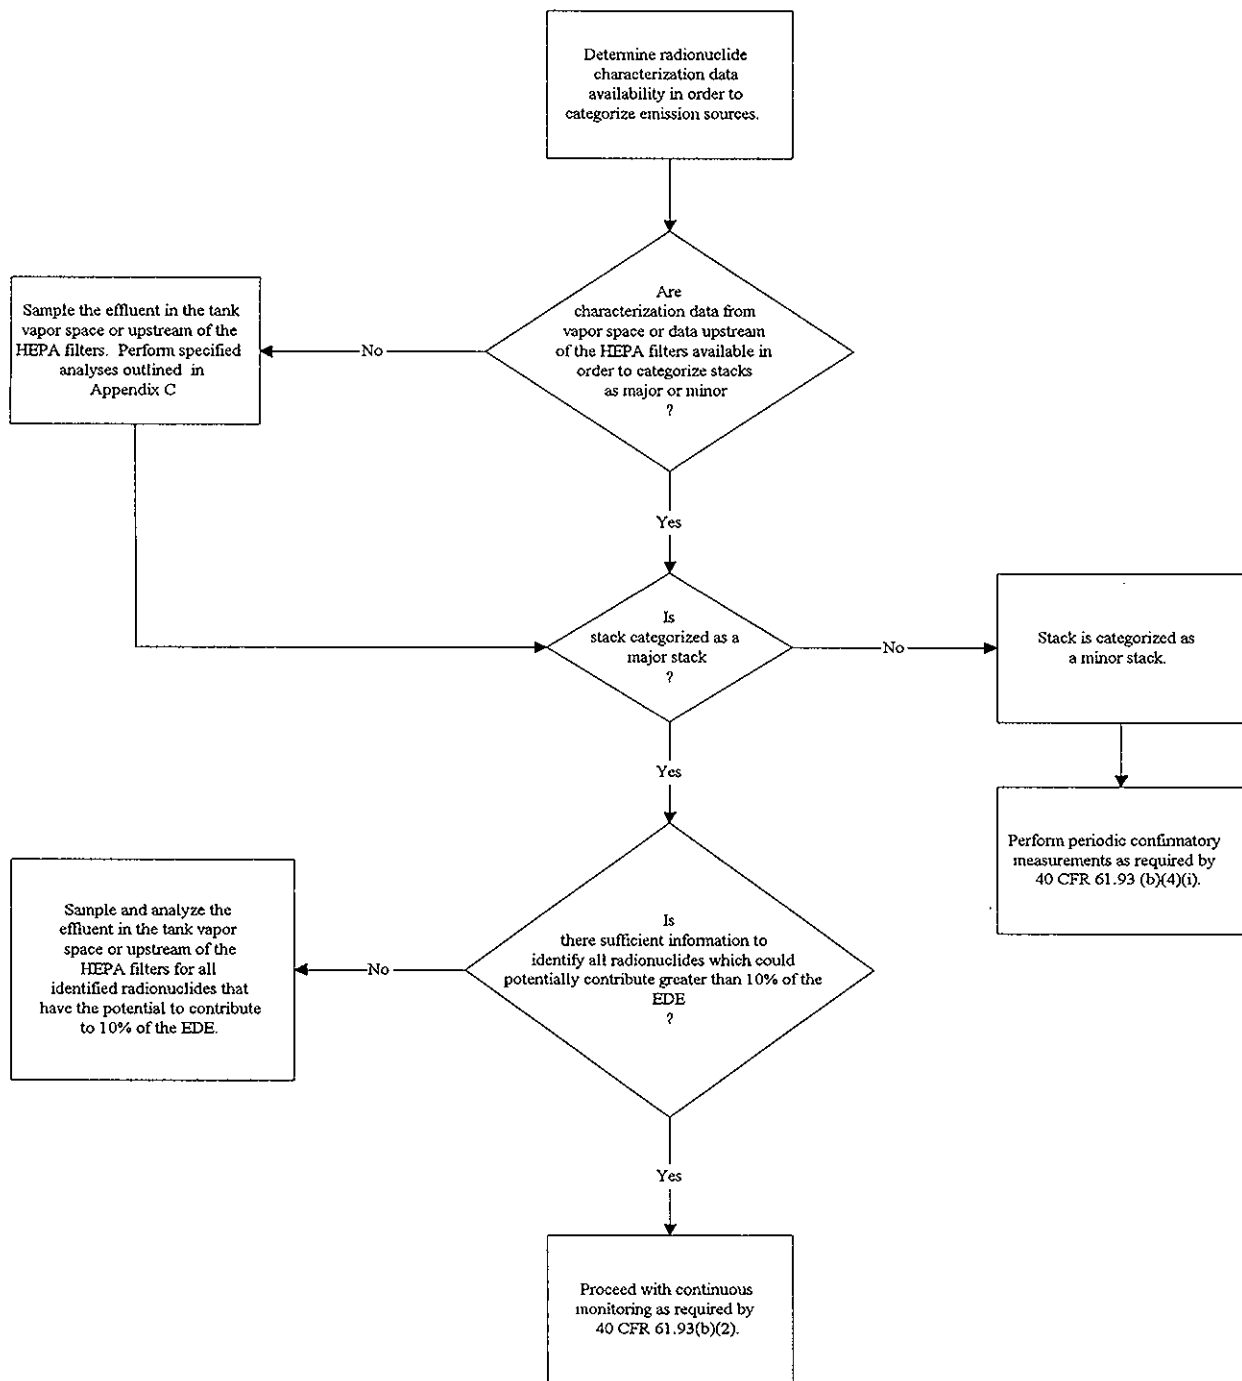 Determine radionuclide
characterization data
availability in order to
categorize emission sources.
Are
characterization data from
vapor space or data upstream
of the HEPA filters available in
order to categorize stacks
as major or minor
?
No
Sample the effluent in the tank
vapor space or upstream of the
HEPA filters. Perform specified
analyses outlined in
Appendix C
Yes
Is
stack categorized as a
major stack
?
No
Stack is categorized as
a minor stack.
Yes
Perform periodic confirmatory
measurements as required by
40 CFR 61.93 (b)(4)(i).
Is
there sufficient information to
identify all radionuclides which could
potentially contribute greater than 10% of the
EDE
?
No
Sample and analyze the
effluent in the tank vapor
space or upstream of the
HEPA filters for all
identified radionuclides that
have the potential to contribute
to 10% of the EDE.
Yes
Proceed with continuous
monitoring as required by
40 CFR 61.93(b)(2).